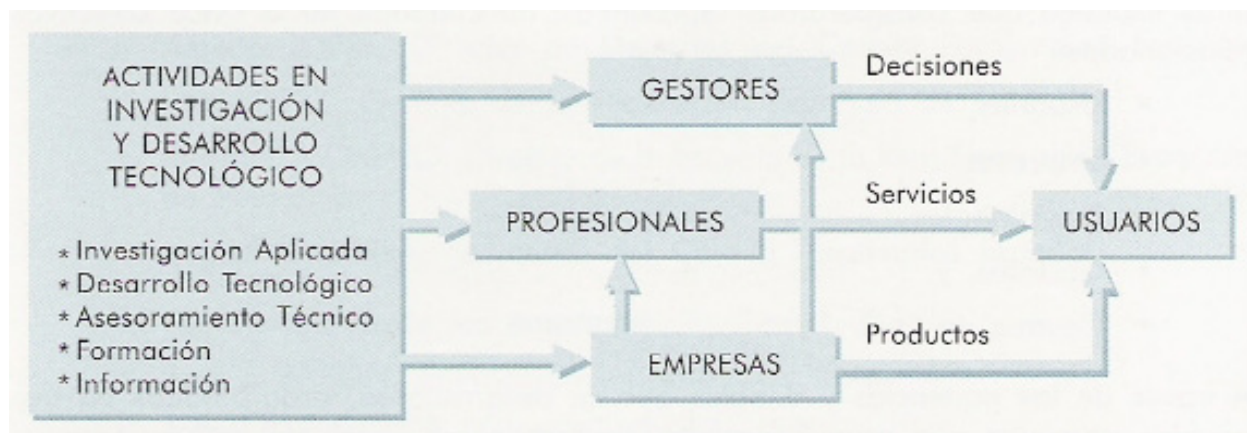 ACTIVIDADES EN
INVESTIGACIÓN
Y DESARROLLO
TECNOLÓGICO
* Investigación Aplicada
* Desarrollo Tecnológico
* Asesoramiento Técnico
* Formación
* Información
GESTORES
PROFESIONALES
EMPRESAS
Decisiones
Servicios
Productos
USUARIOS